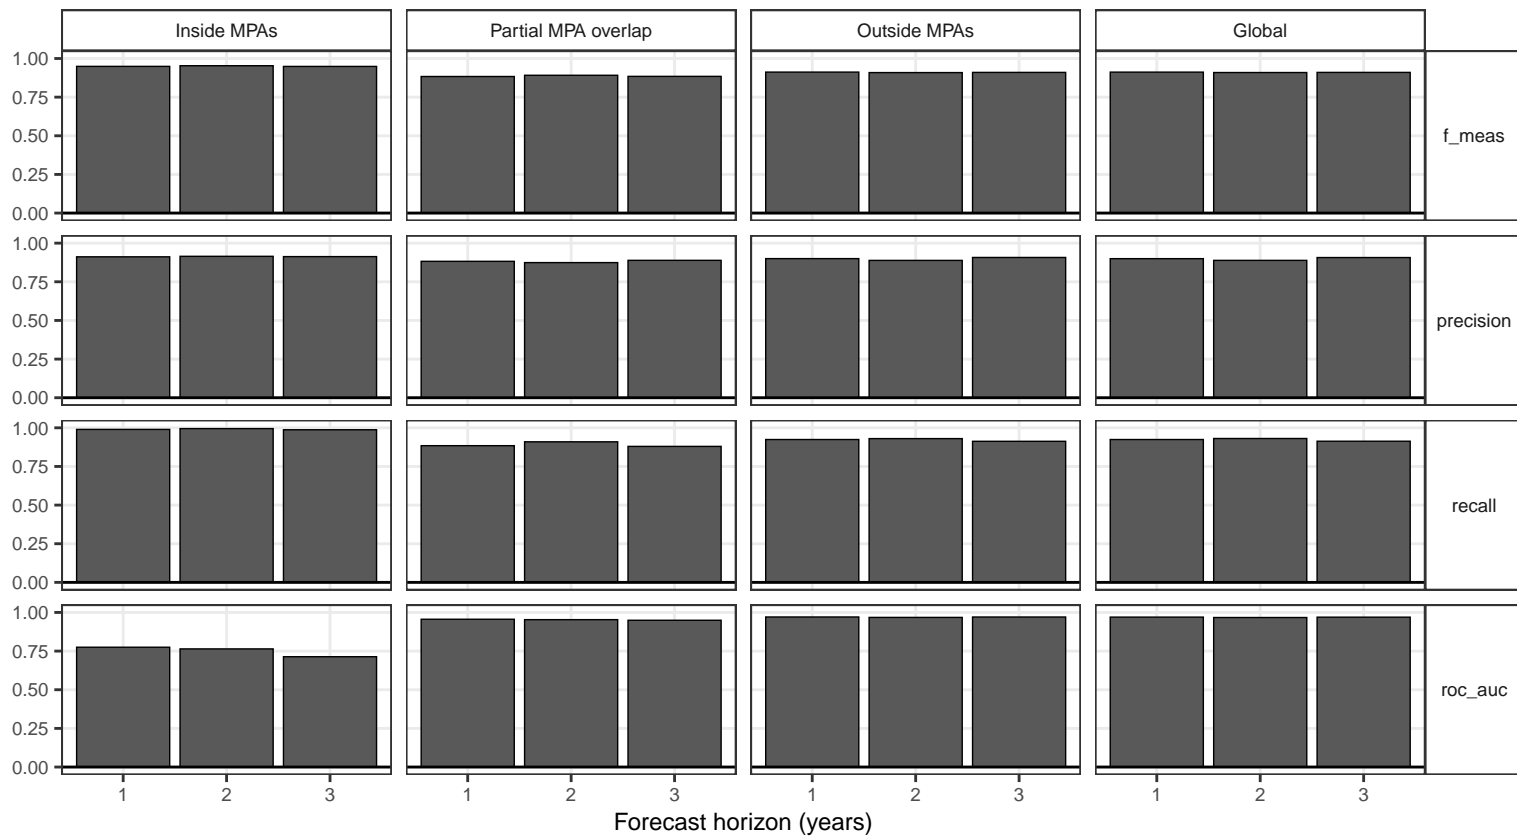 Inside MPAs Partial MPA overlap Outside MPAs Global
1.00
0.75
0.50
0.25
0.00
f_meas
1.00
0.75
0.50
0.25
0.00
precision
1.00
0.75
0.50
0.25
0.00
recall
1.00
0.75
0.50
0.25
0.00
roc_auc
1 2 3 1 2 3 1 2 3 1 2 3
Forecast horizon (years)